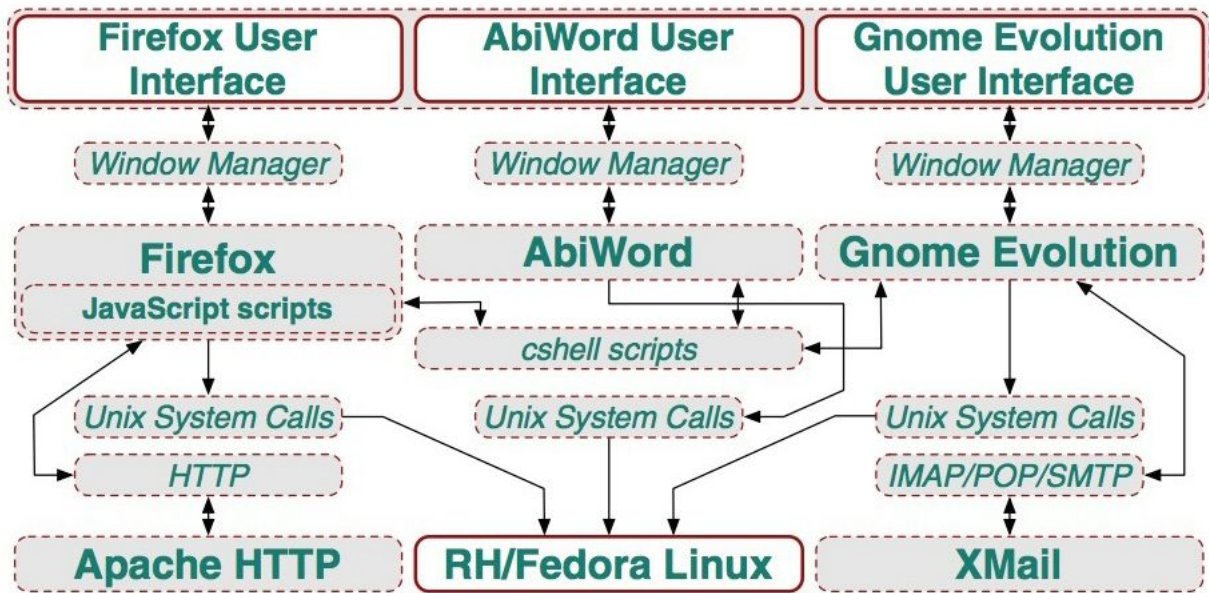 Firefox User
Interface
AbiWord User
Interface
Gnome Evolution
User Interface
Window Manager
Window Manager
Window Manager
Firefox
JavaScript scripts
AbiWord
Gnome Evolution
cshell scripts
Unix System Calls
Unix System Calls
Unix System Calls
HTTP
IMAP/POP/SMTP
Apache HTTP
RH/Fedora Linux
XMail